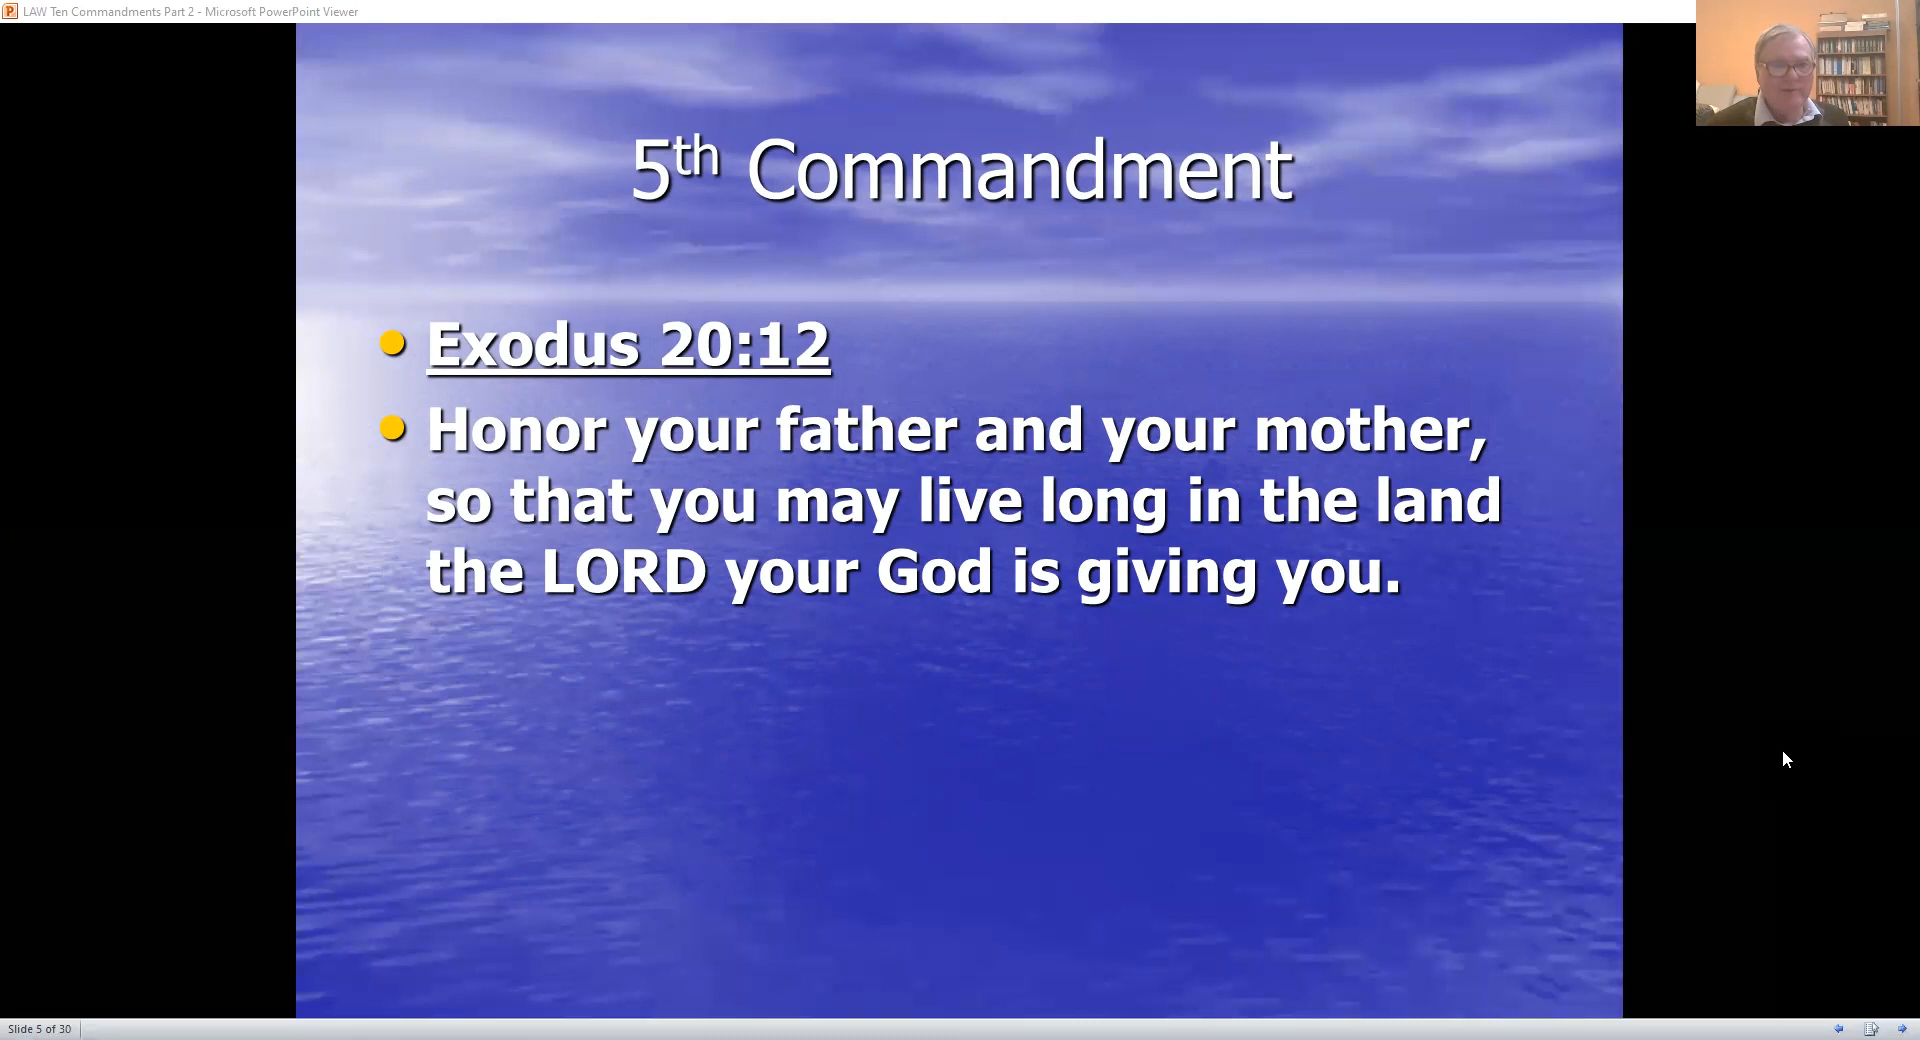 LAW Ten Commandments Part 2 - Microsoft PowerPoint Viewer
5th Commandment
Exodus 20:12
Honor your father and your mother,
so that you may live long in the land
the LORD your God is giving you.
Slide 5 of 30